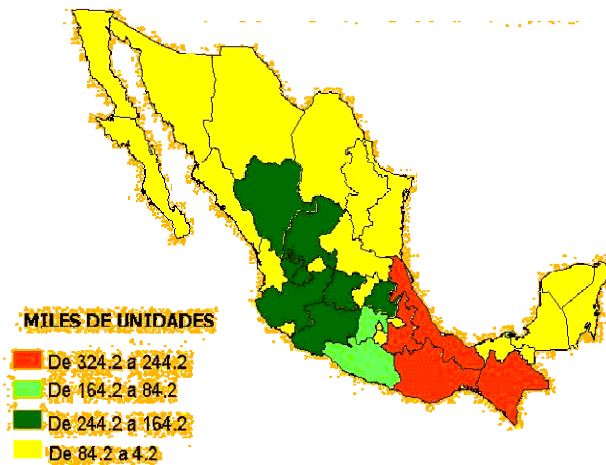 MILES DE UNIDADES
De 324.2 a 244.2
De 164.2 a 84.2
De 244.2 a 164.2
De 84.2 a 4.2